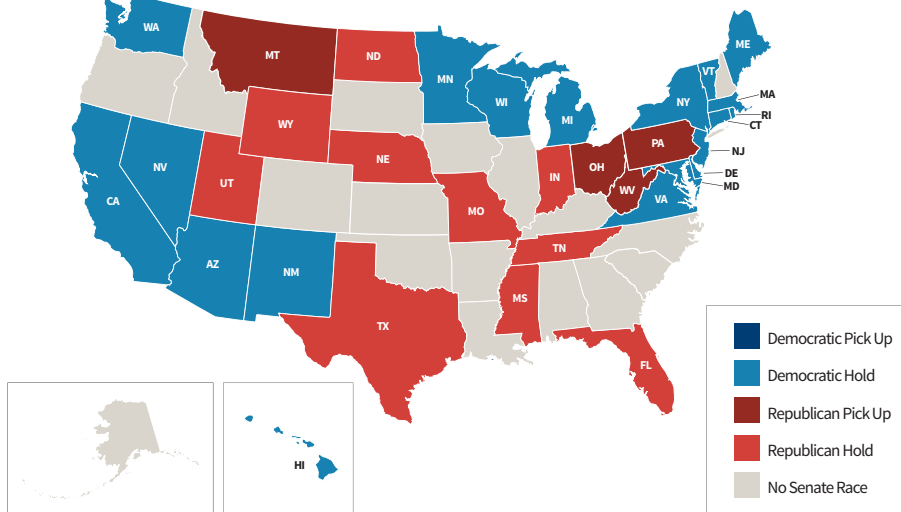 WA
MT
ND
MN
ME
VT
WI
MI
NY
MA
RI
CT
WY
NE
UT
NV
CA
IN
OH
PA
NJ
WV
DE
MD
VA
MO
TN
AZ
NM
MS
TX
FL
HI
Democratic Pick Up
Democratic Hold
Republican Pick Up
Republican Hold
No Senate Race